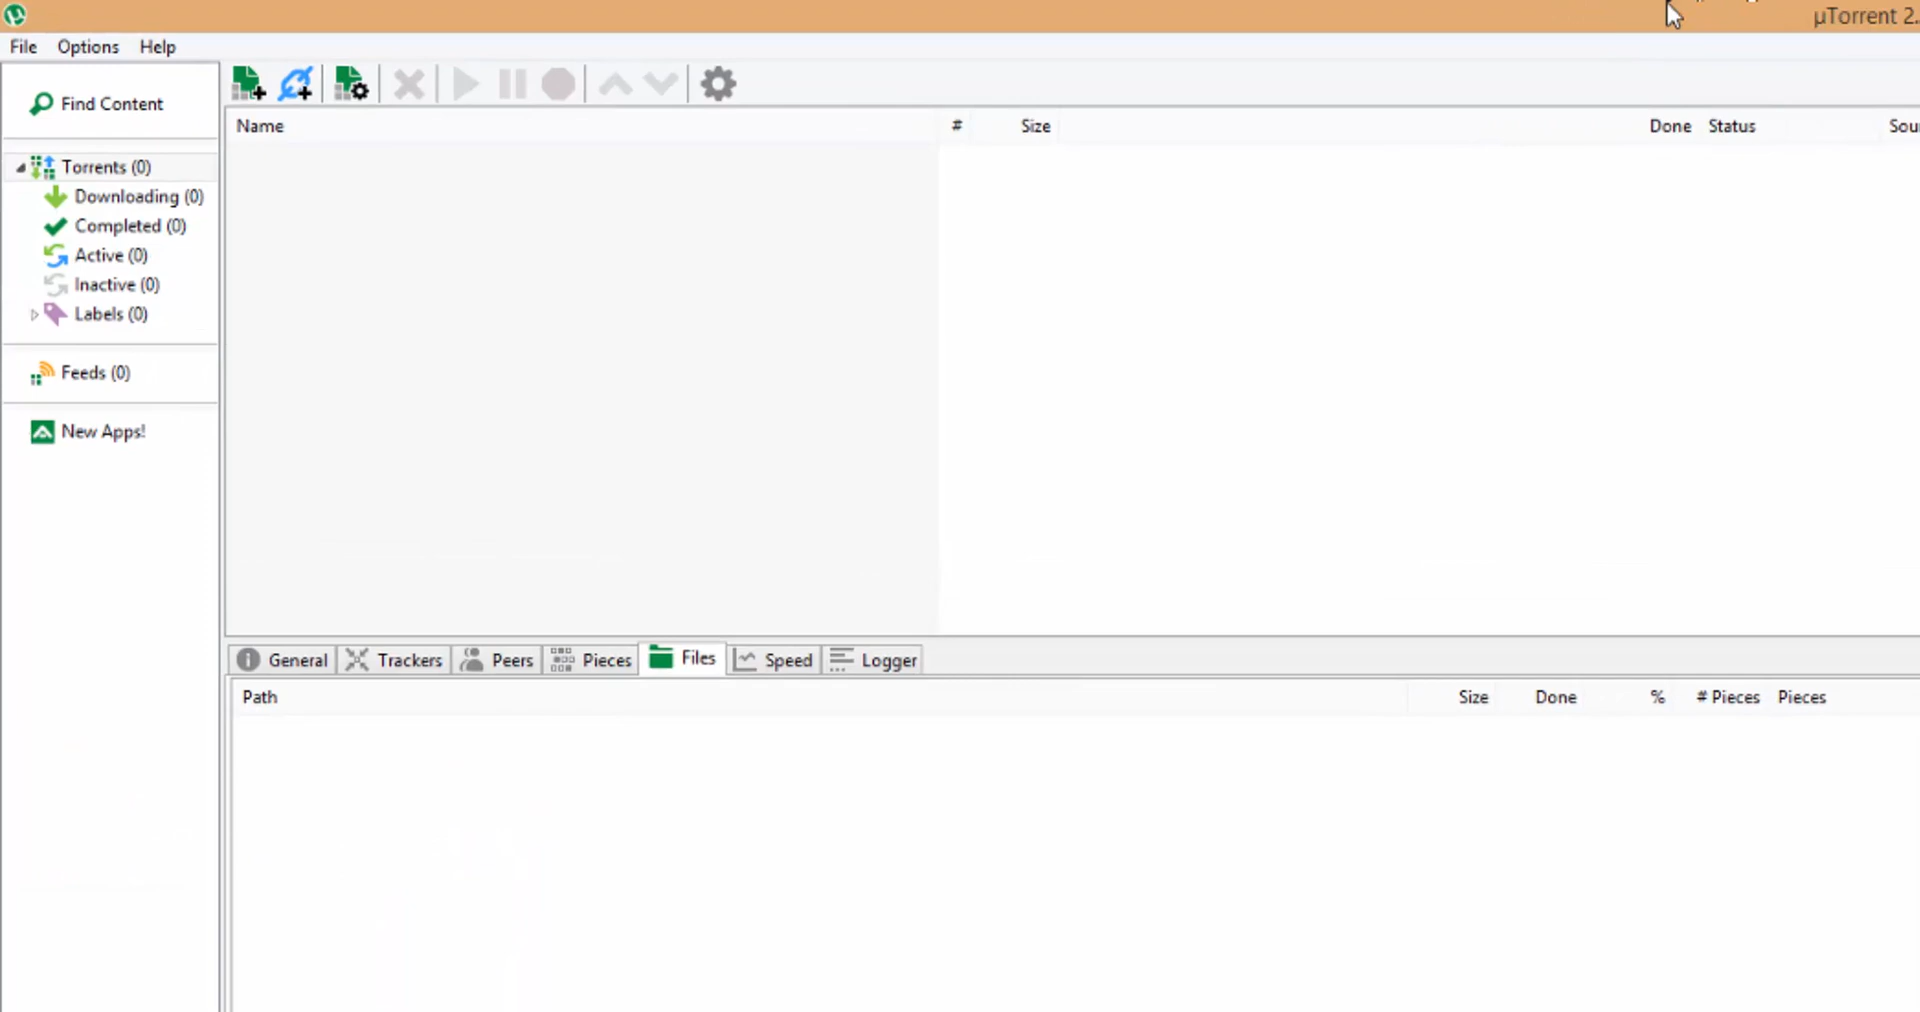 µTorrent 2.
File Options Help
Find Content
Torrents (0)
Downloading (0)
Completed (0)
Active (0)
Inactive (0)
Labels (0)
Feeds (0)
New Apps!
Name # Size Done Status Sou
General Trackers Peers Pieces Files Speed Logger
Path Size Done % # Pieces Pieces